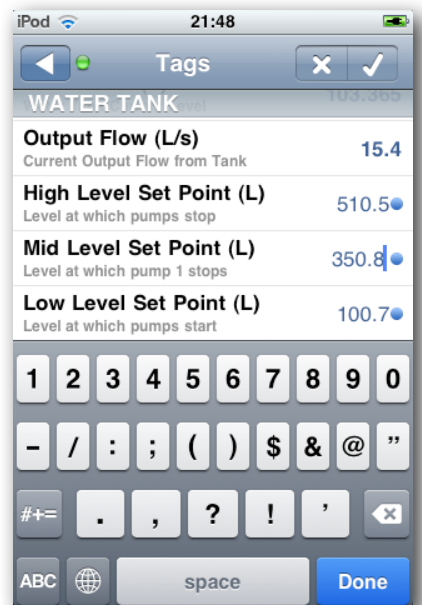 iPod 21:48
Tags
103.365
WATER TANK
Output Flow (L/s)
15.4
Current Output Flow from Tank
High Level Set Point (L)
510.5
Level at which pumps stop
Mid Level Set Point (L)
350.8
Level at which pump 1 stops
Low Level Set Point (L)
100.7
Level at which pumps start
1 2 3 4 5 6 7 8 9 0
- / : ; ( ) $ & @ "
#+= . , ? ! '
ABC space Done